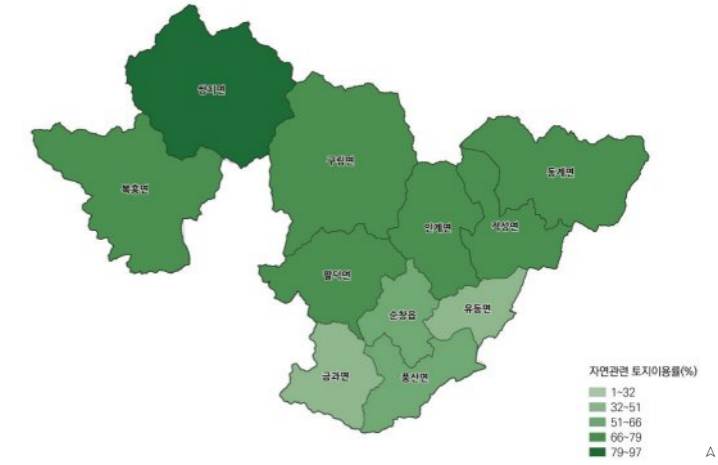 쌍치면
구림면
동계면
복흥면
적성면
인계면
팔덕면
유등면
순창읍
금과면
풍산면
자연관련 토지이용률(%)
1~32
32~51
51~66
66~79
79~97